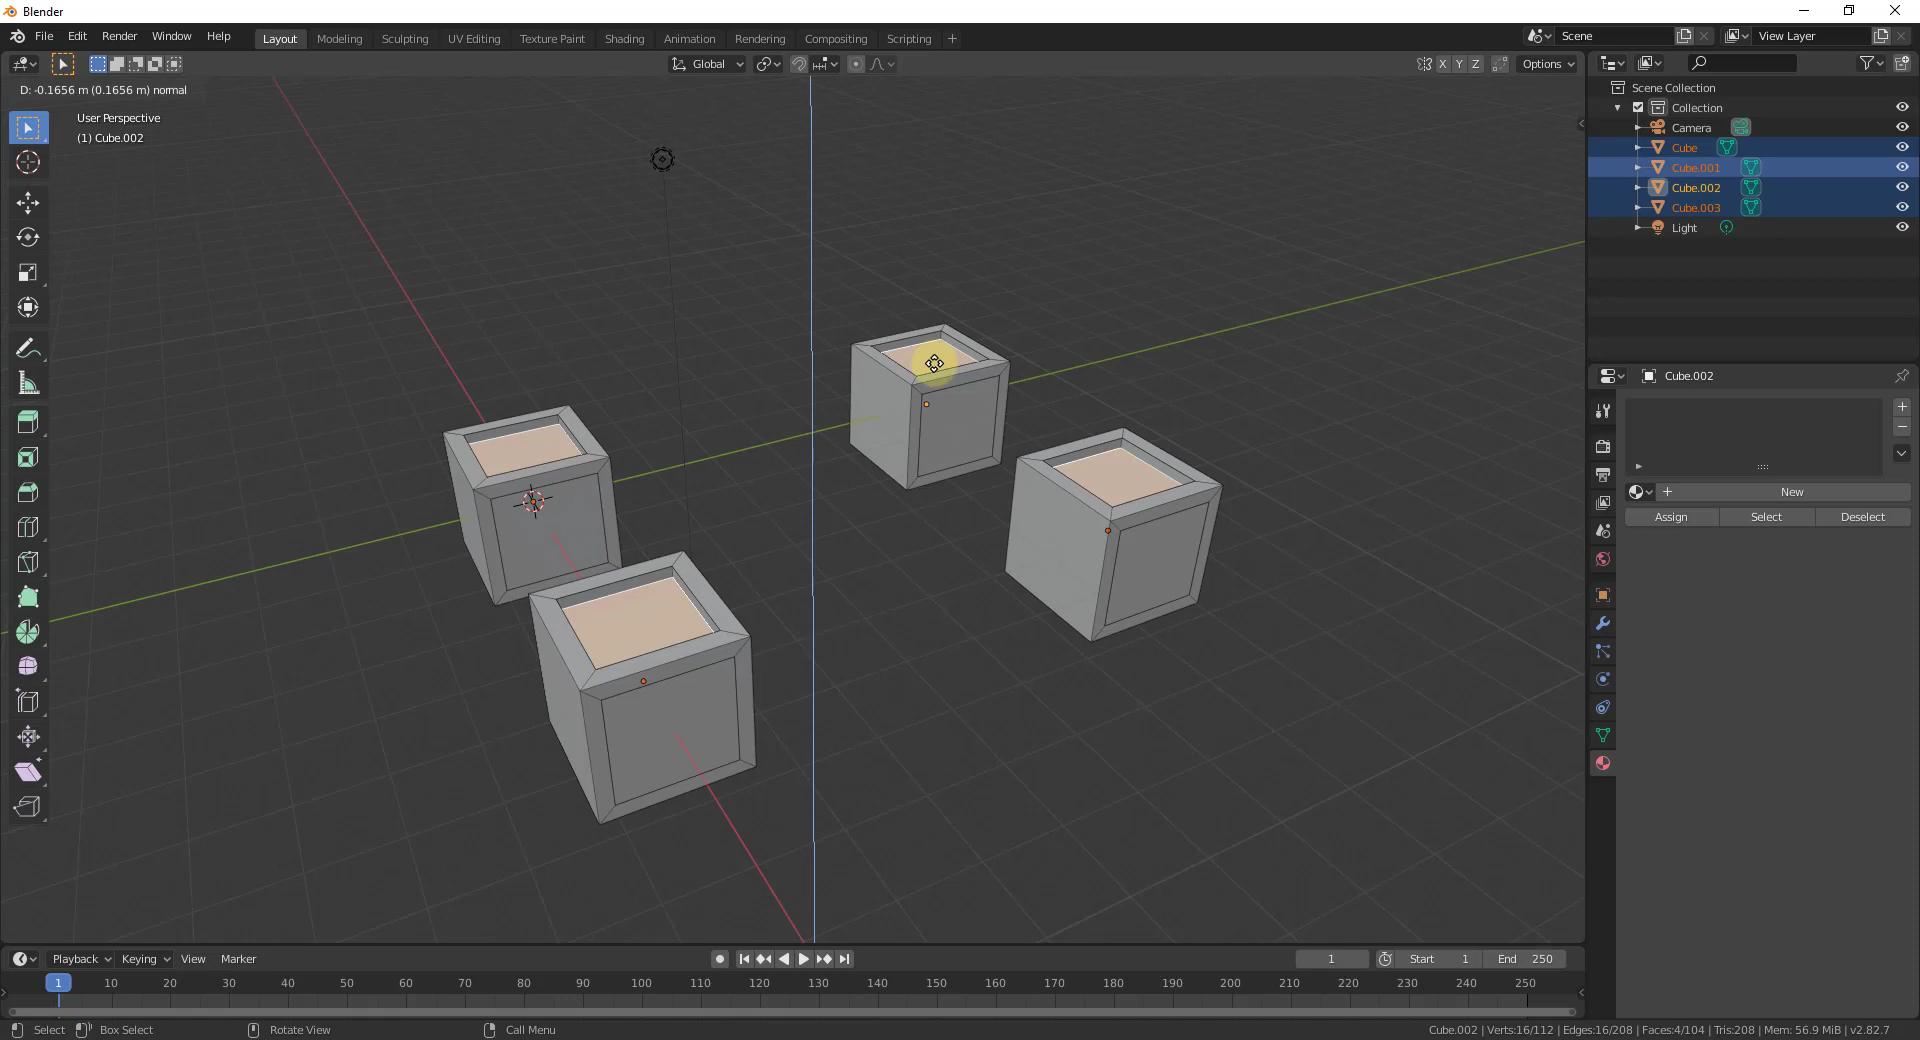 Blender
File Edit Render Window Help
Layout Modeling Sculpting UV Editing Texture Paint Shading Animation Rendering Compositing Scripting
Scene
View Layer
Global
X Y Z
Options
D: -0.1656 m (0.1656 m) normal
User Perspective
(1) Cube.002
Scene Collection
Collection
Camera
Cube
Cube.001
Cube.002
Cube.003
Light
Cube.002
New
Assign Select Deselect
Playback Keying View Marker
1
Start 1
End 250
1 10 20 30 40 50 60 70 80 90 100 110 120 130 140 150 160 170 180 190 200 210 220 230 240 250
Select Box Select Rotate View Call Menu
Cube.002 | Verts:16/112 | Edges:16/208 | Faces:4/104 | Tris:208 | Mem: 56.9 MiB | v2.82.7